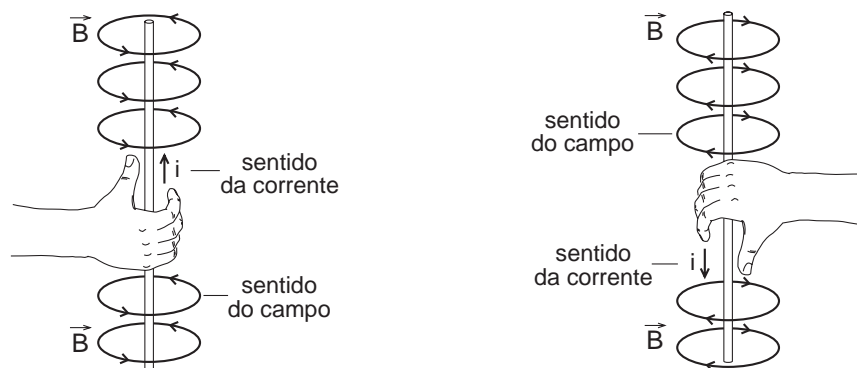 B
i
sentido
da corrente
sentido
do campo
B
B
sentido
do campo
sentido
da corrente
i
B